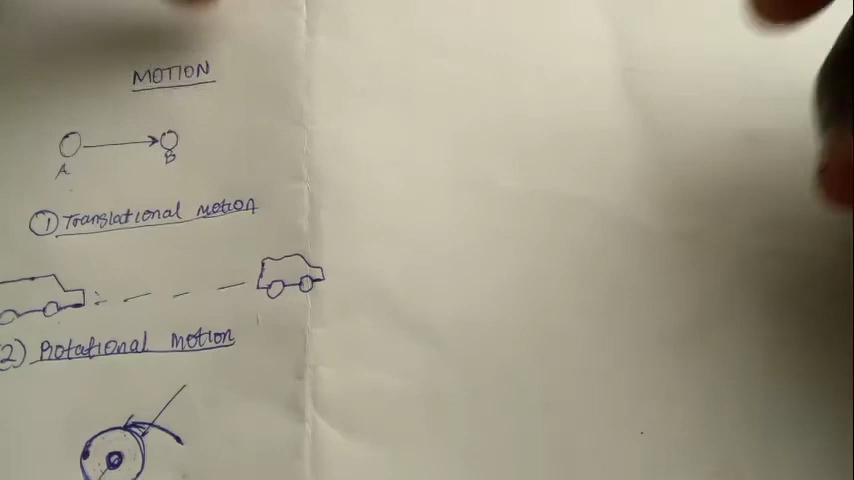 MOTION
A B
① Translational motion
2) Rotational motion